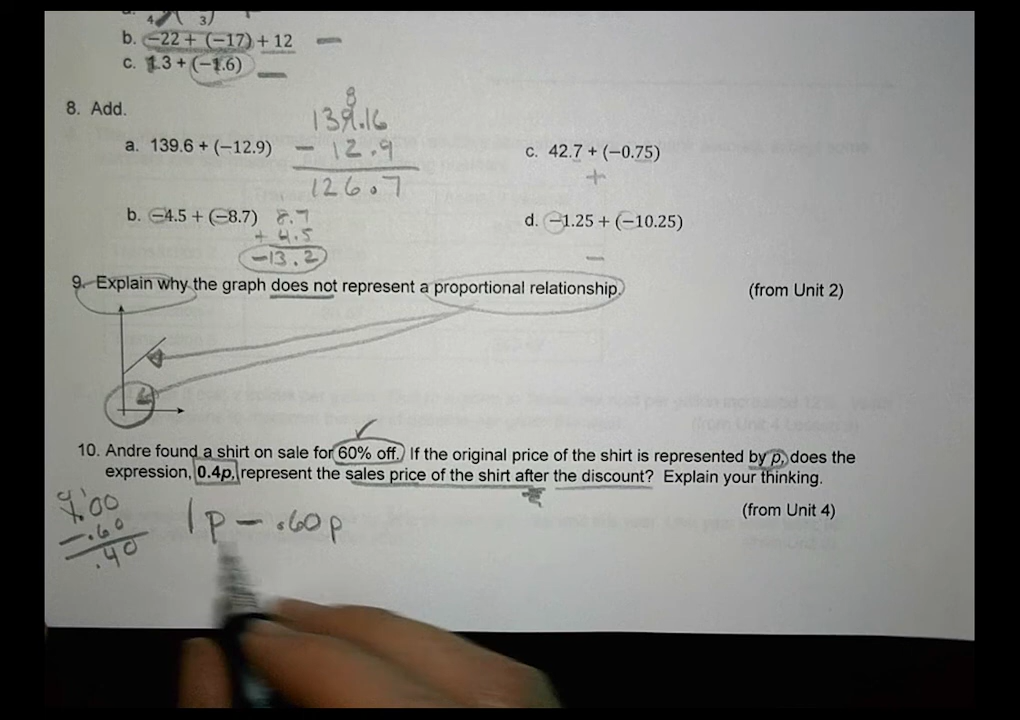 b. −22 + (−17) + 12 —
c. 1.3 + (−1.6) —
8. Add.
8
139.16
a. 139.6 + (−12.9) − 12.9
126.7
c. 42.7 + (−0.75)
+
b. −4.5 + (−8.7) 8.7
+ 4.5
−13.2
d. −1.25 + (−10.25)
−
9. Explain why the graph does not represent a proportional relationship. (from Unit 2)
10. Andre found a shirt on sale for 60% off. If the original price of the shirt is represented by p, does the
expression, 0.4p, represent the sales price of the shirt after the discount? Explain your thinking.
(from Unit 4)
1p − .60p
− .60
.40